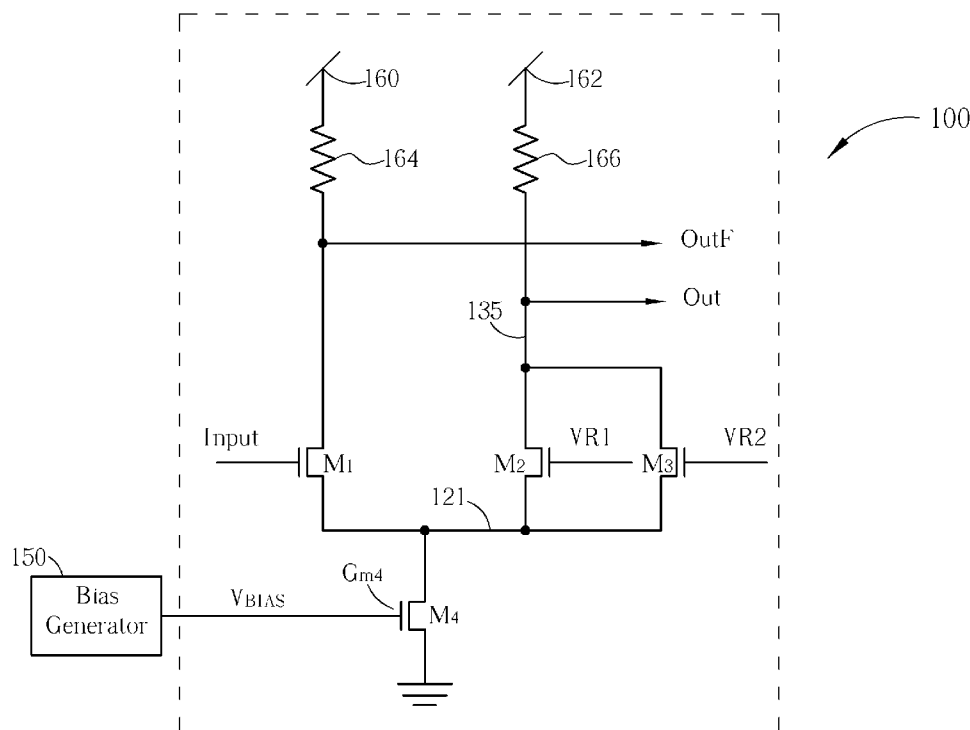 160
162
100
164
166
OutF
Out
135
Input
M1
M2
VR1
M3
VR2
121
150
Bias
Generator
VBIAS
Gm4
M4